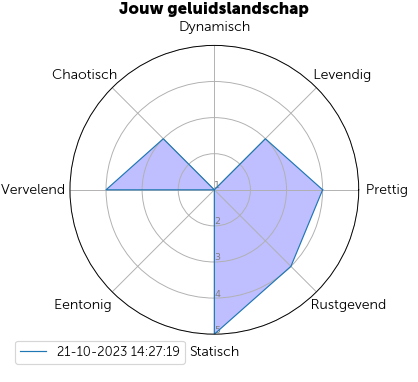 Jouw geluidslandschap
Dynamisch
Chaotisch
Levendig
Vervelend
1
Prettig
2
3
4
Eentonig
Rustgevend
5
21-10-2023 14:27:19
Statisch